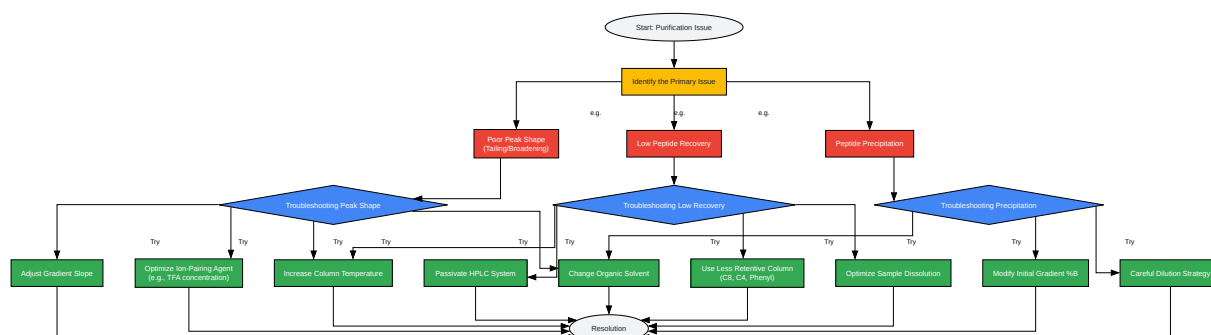 Start: Purification Issue
Identify the Primary Issue
e.g.
e.g.
e.g.
Poor Peak Shape
(Tailing/Broadening)
Low Peptide Recovery
Peptide Precipitation
Troubleshooting Peak Shape
Troubleshooting Low Recovery
Troubleshooting Precipitation
Try
Try
Try
Try
Try
Try
Try
Try
Try
Try
Adjust Gradient Slope
Optimize Ion-Pairing Agent
(e.g., TFA concentration)
Increase Column Temperature
Passivate HPLC System
Change Organic Solvent
Use Less Retentive Column
(C8, C4, Phenyl)
Optimize Sample Dissolution
Modify Initial Gradient %B
Careful Dilution Strategy
Resolution